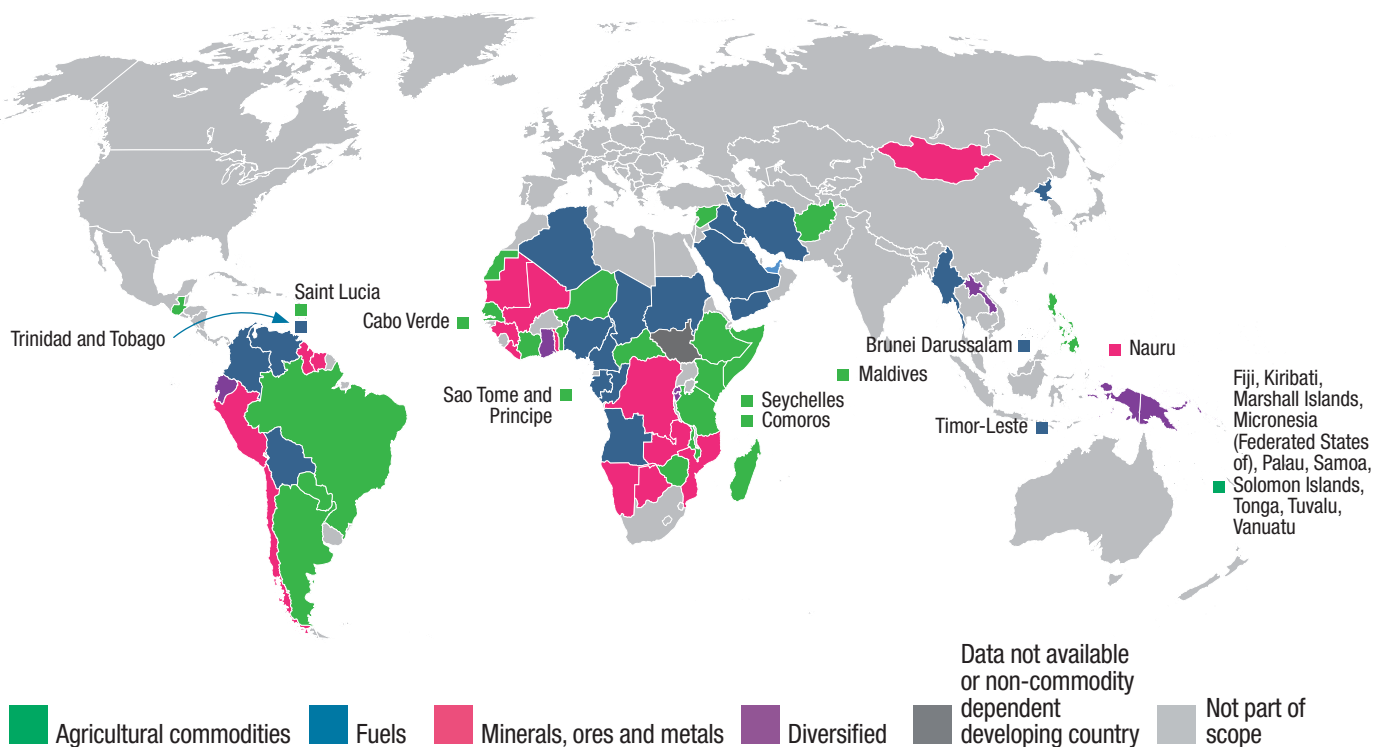 Saint Lucia
Trinidad and Tobago
Cabo Verde
Sao Tome and
Principe
Seychelles
Comoros
Maldives
Brunei Darussalam
Nauru
Timor-Leste
Fiji, Kiribati,
Marshall Islands,
Micronesia
(Federated States
of), Palau, Samoa,
Solomon Islands,
Tonga, Tuvalu,
Vanuatu
Agricultural commodities
Fuels
Minerals, ores and metals
Diversified
Data not available
or non-commodity
dependent
developing country
Not part of
scope